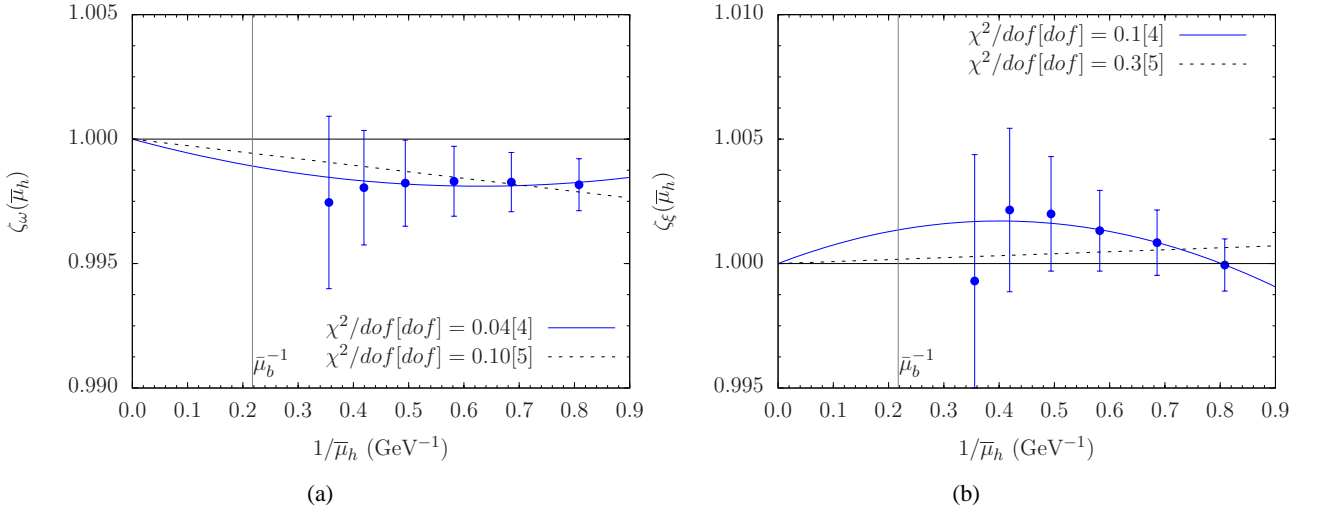 1.005
1.000
0.995
0.990
ζ_ω(μ̅_h)
χ²/dof[dof] = 0.04[4]
χ²/dof[dof] = 0.10[5]
μ̄_b⁻¹
0.0 0.1 0.2 0.3 0.4 0.5 0.6 0.7 0.8 0.9
1/μ̅_h (GeV⁻¹)
(a)
1.010
1.005
1.000
0.995
ζ_ξ(μ̅_h)
χ²/dof[dof] = 0.1[4]
χ²/dof[dof] = 0.3[5]
μ̄_b⁻¹
0.0 0.1 0.2 0.3 0.4 0.5 0.6 0.7 0.8 0.9
1/μ̅_h (GeV⁻¹)
(b)